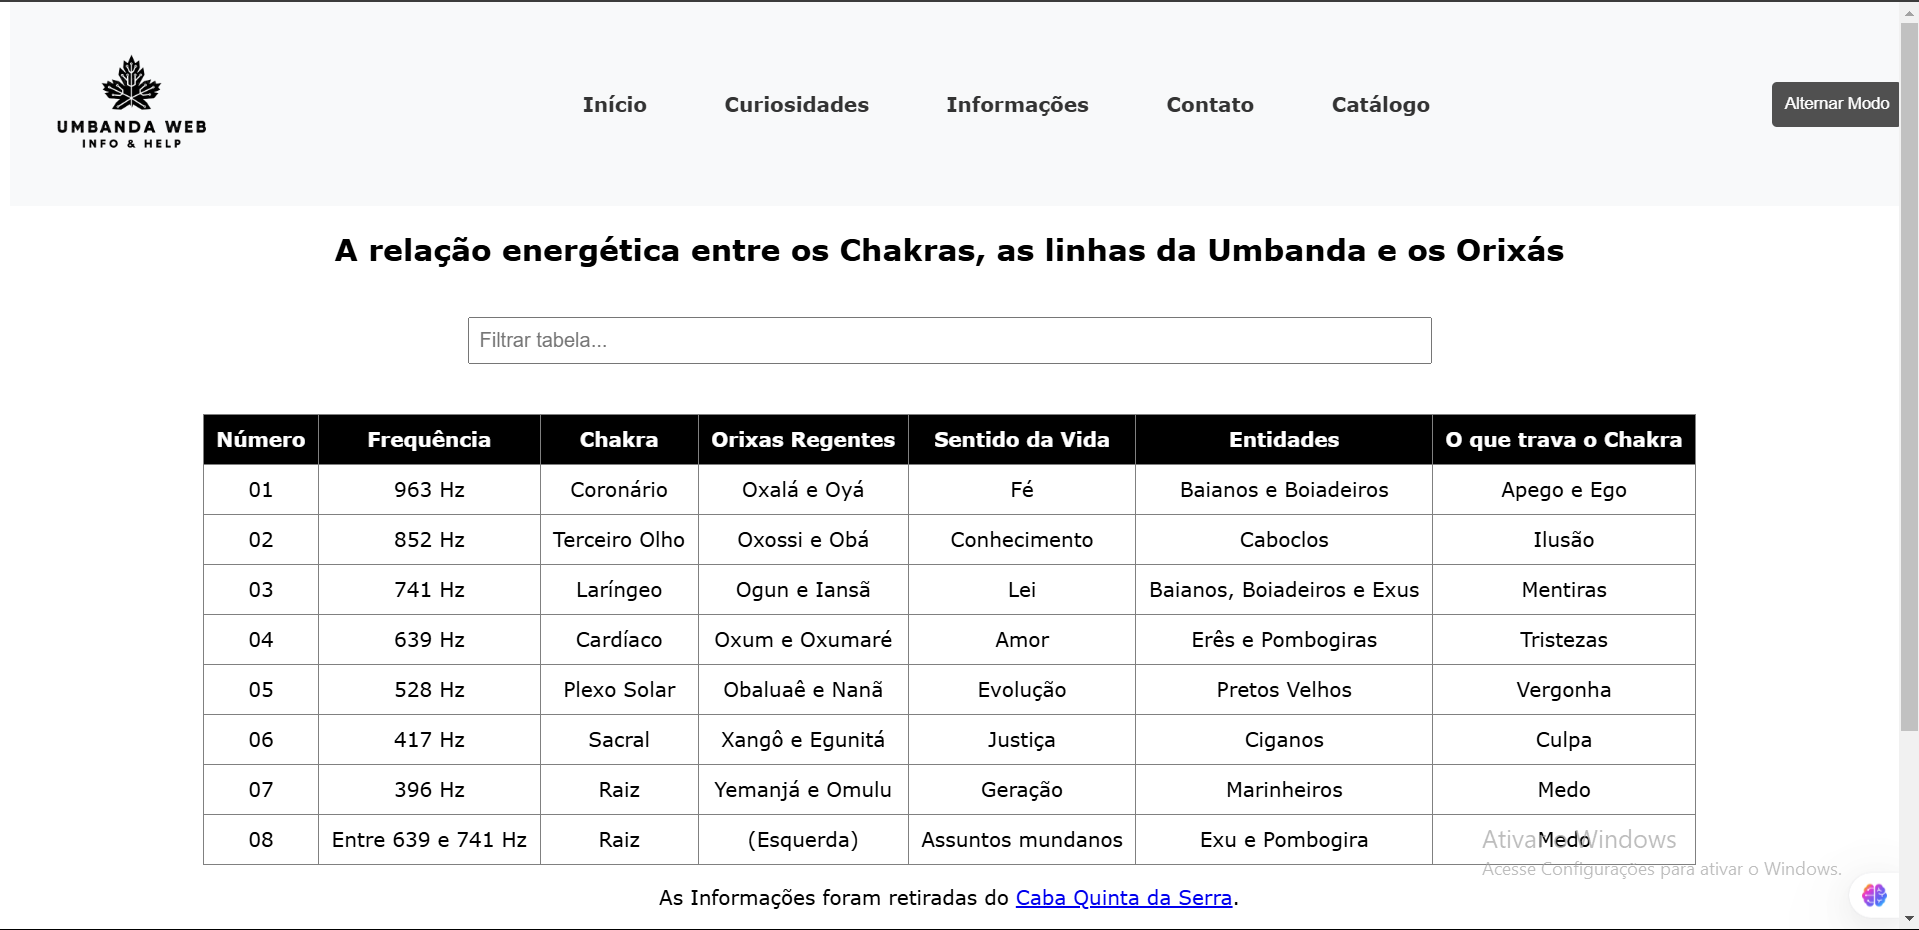 UMBANDA WEB
INFO & HELP
Início Curiosidades Informações Contato Catálogo
Alternar Modo
A relação energética entre os Chakras, as linhas da Umbanda e os Orixás
Filtrar tabela...
Número Frequência Chakra Orixas Regentes Sentido da Vida Entidades O que trava o Chakra
01 963 Hz Coronário Oxalá e Oyá Fé Baianos e Boiadeiros Apego e Ego
02 852 Hz Terceiro Olho Oxossi e Obá Conhecimento Caboclos Ilusão
03 741 Hz Laríngeo Ogun e Iansã Lei Baianos, Boiadeiros e Exus Mentiras
04 639 Hz Cardíaco Oxum e Oxumaré Amor Erês e Pombogiras Tristezas
05 528 Hz Plexo Solar Obaluaê e Nanã Evolução Pretos Velhos Vergonha
06 417 Hz Sacral Xangô e Egunitá Justiça Ciganos Culpa
07 396 Hz Raiz Yemanjá e Omulu Geração Marinheiros Medo
08 Entre 639 e 741 Hz Raiz (Esquerda) Assuntos mundanos Exu e Pombogira Medo
Ativar o Windows
Acesse Configurações para ativar o Windows.
As Informações foram retiradas do Caba Quinta da Serra.